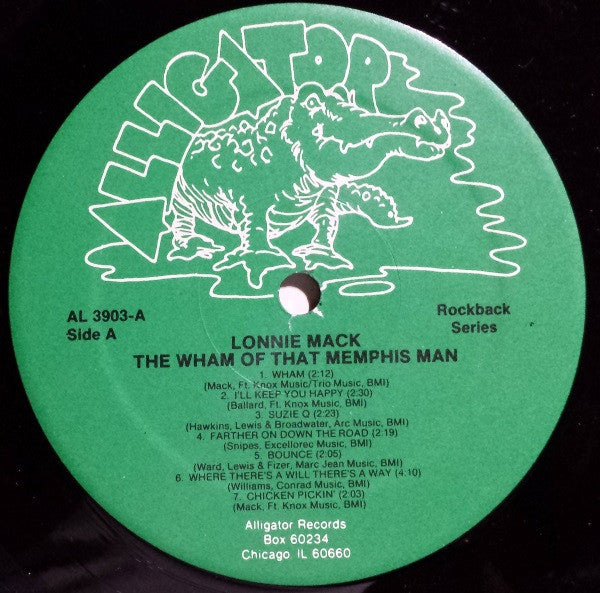 ALLIGATOR
AL 3903-A
Side A
Rockback
Series
LONNIE MACK
THE WHAM OF THAT MEMPHIS MAN
1. WHAM (2:12)
(Mack, Ft. Knox Music/Trio Music, BMI)
2. I'LL KEEP YOU HAPPY (2:30)
(Ballard, Ft. Knox Music, BMI)
3. SUZIE Q (2:23)
(Hawkins, Lewis & Broadwater, Arc Music, BMI)
4. FARTHER ON DOWN THE ROAD (2:19)
(Snipes, Excellorec Music, BMI)
5. BOUNCE (2:05)
(Ward, Lewis & Fizer, Marc Jean Music, BMI)
6. WHERE THERE'S A WILL THERE'S A WAY (4.10)
(Williams, Conrad Music, BMI)
7. CHICKEN PICKIN' (2:03)
(Mack, Ft. Knox Music, BMI)
Alligator Records
Box 60234
Chicago, IL 60660